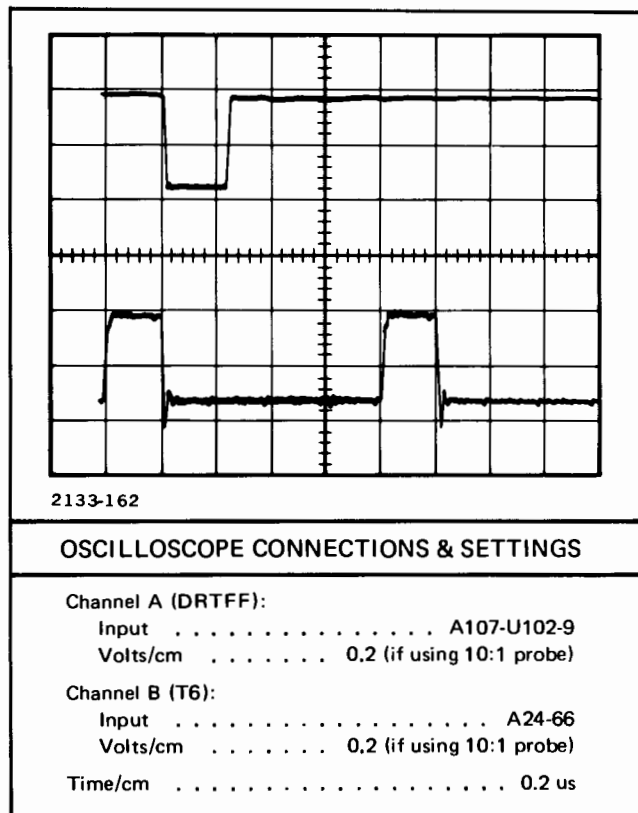 2133-162
OSCILLOSCOPE CONNECTIONS & SETTINGS
Channel A (DRTFF):
Input . . . . . . . . . . . . . . . . A107-U102-9
Volts/cm . . . . . . . 0.2 (if using 10:1 probe)
Channel B (T6):
Input . . . . . . . . . . . . . . . . . . . A24-66
Volts/cm . . . . . . . 0.2 (if using 10:1 probe)
Time/cm . . . . . . . . . . . . . . . . . . . . . 0.2 us